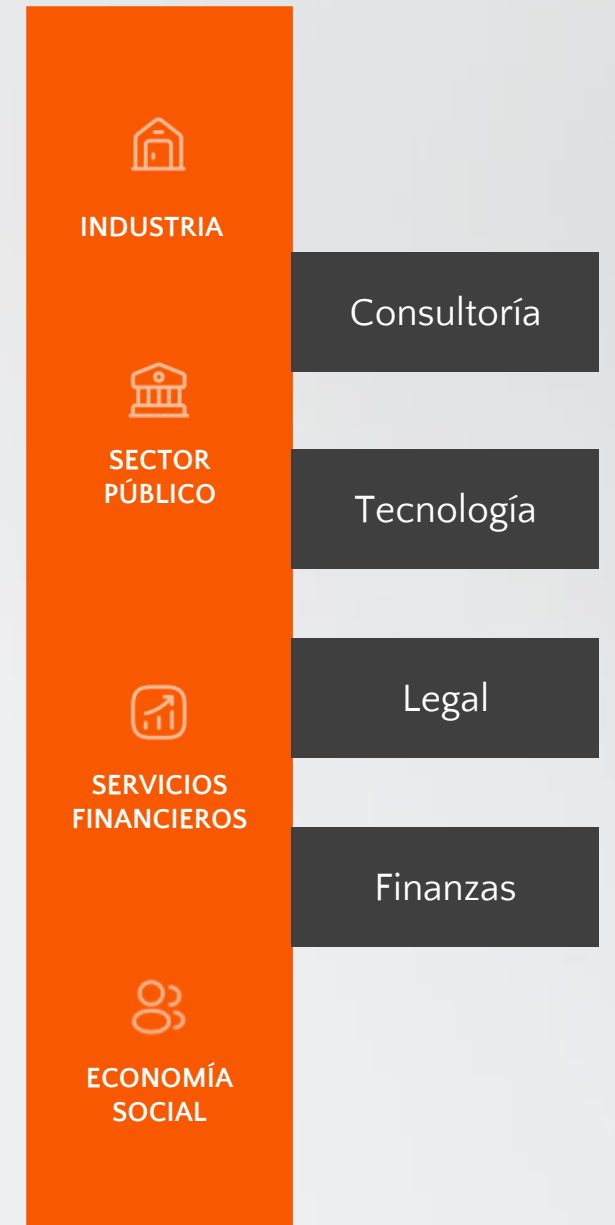 INDUSTRIA
SECTOR
PÚBLICO
SERVICIOS
FINANCIEROS
ECONOMÍA
SOCIAL
Consultoría
Tecnología
Legal
Finanzas